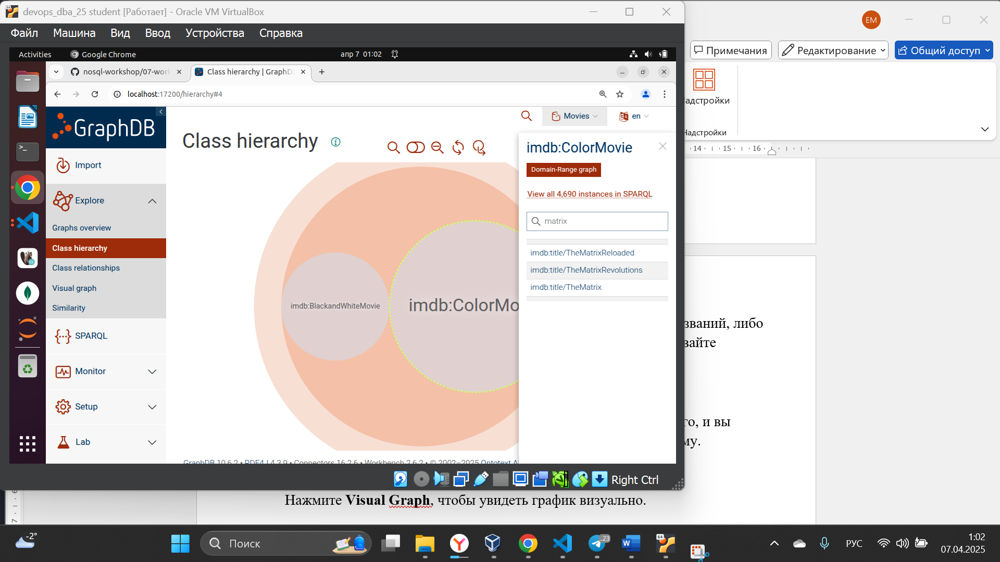 devops_dba_25 student [Работает] - Oracle VM VirtualBox
Файл Машина Вид Ввод Устройства Справка
Activities Google Chrome апр 7 01:02
nosql-workshop/07-wor Class hierarchy | GraphD
localhost:17200/hierarchy#4
GraphDB
Import
Explore
Graphs overview
Class hierarchy
Class relationships
Visual graph
Similarity
SPARQL
Monitor
Setup
Lab
Movies en
Class hierarchy
imdb:BlackandWhiteMovie
imdb:ColorMo
imdb:ColorMovie
Domain-Range graph
View all 4,690 instances in SPARQL
matrix
imdb:title/TheMatrixReloaded
imdb:title/TheMatrixRevolutions
imdb:title/TheMatrix
GraphDB 10.6.2 • RDF4J 4.3.9 • Connectors 16.2.6 • Workbench 2.6.2 • © 2002–2025 Ontotext A
Right Ctrl
EM
Примечания Редактирование Общий доступ
адстройки
Надстройки
14 15 16
званий, либо
вайте
го, и вы
му.
Нажмите Visual Graph, чтобы увидеть график визуально.
-2°
Поиск
64
..23
РУС
1:02
07.04.2025